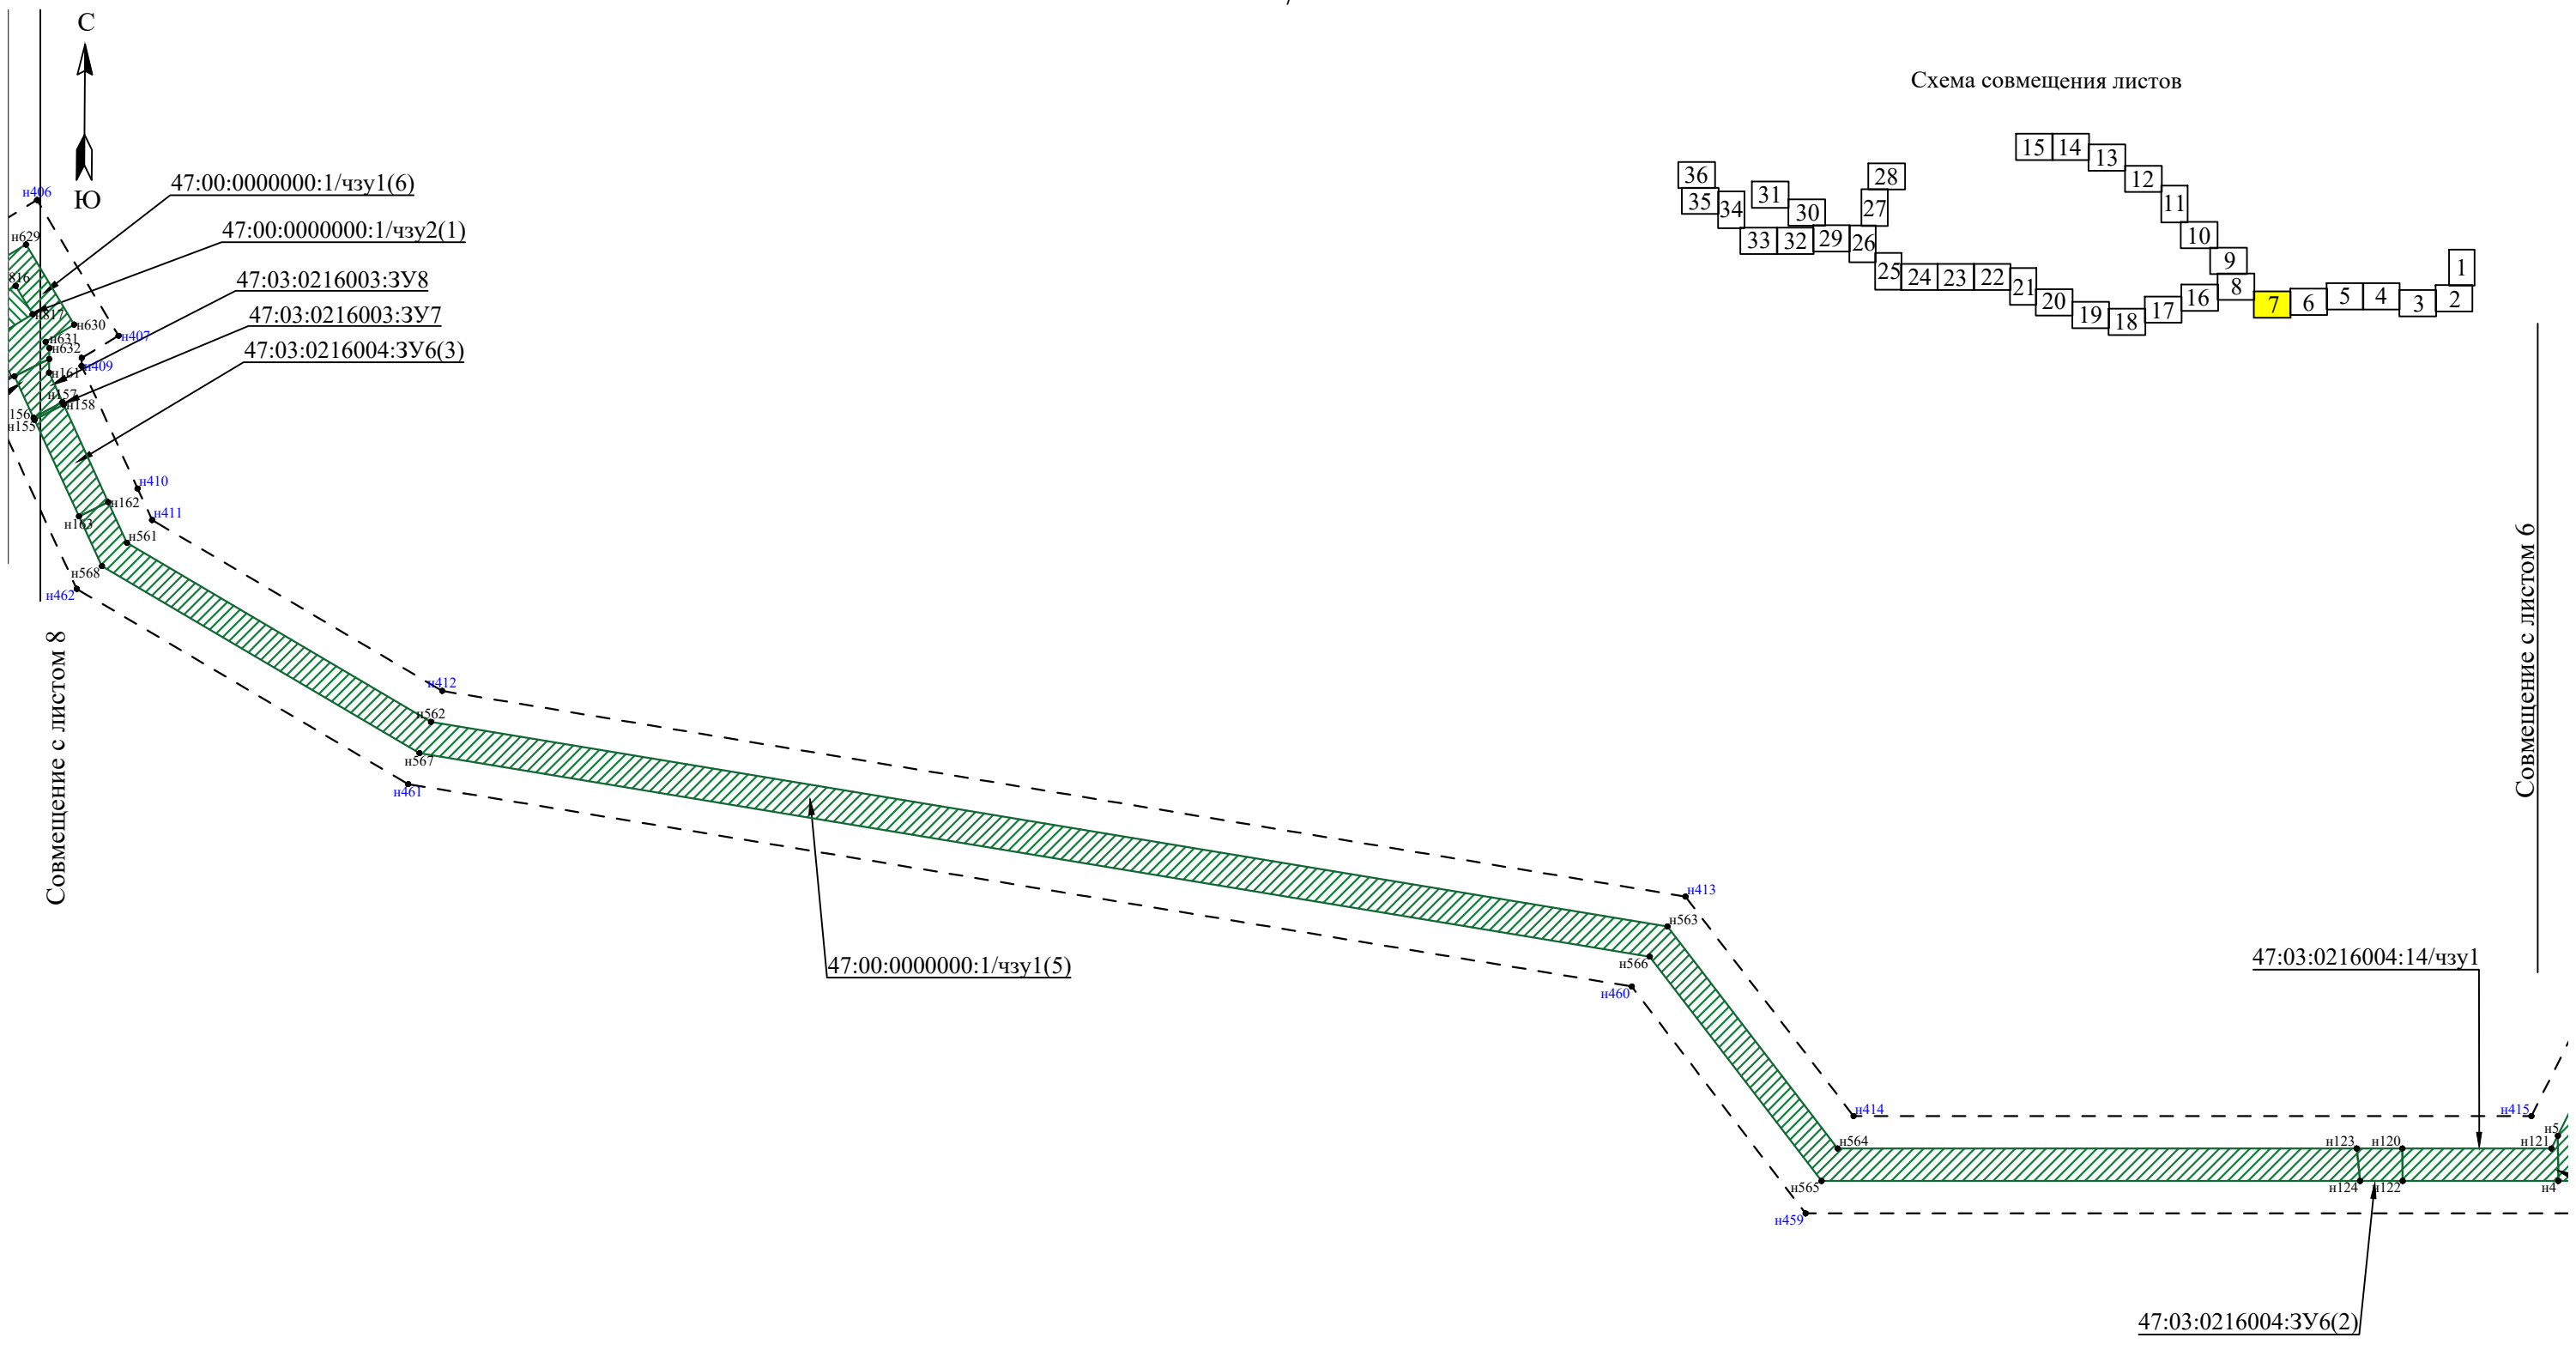 С
Ю
Схема совмещения листов
36
35
34
31
30
28
27
33
32
29
26
25
24
23
22
21
20
19
18
17
16
15
14
13
12
11
10
9
8
7
6
5
4
3
2
1
н406
47:00:0000000:1/чзу1(6)
н629
47:00:0000000:1/чзу2(1)
816
47:03:0216003:ЗУ8
н817
47:03:0216003:ЗУ7
н630
н407
н631
н632
47:03:0216004:ЗУ6(3)
н409
н161
н157
н158
156
н155
н410
н162
н411
н163
н561
н568
н462
Совмещение с листом 8
Совмещение с листом 6
н412
н562
н567
н461
н413
н563
47:00:0000000:1/чзу1(5)
н566
47:03:0216004:14/чзу1
н460
н414
н415
н5
н564
н123
н120
н121
н565
н124
н122
н4
н459
47:03:0216004:ЗУ6(2)